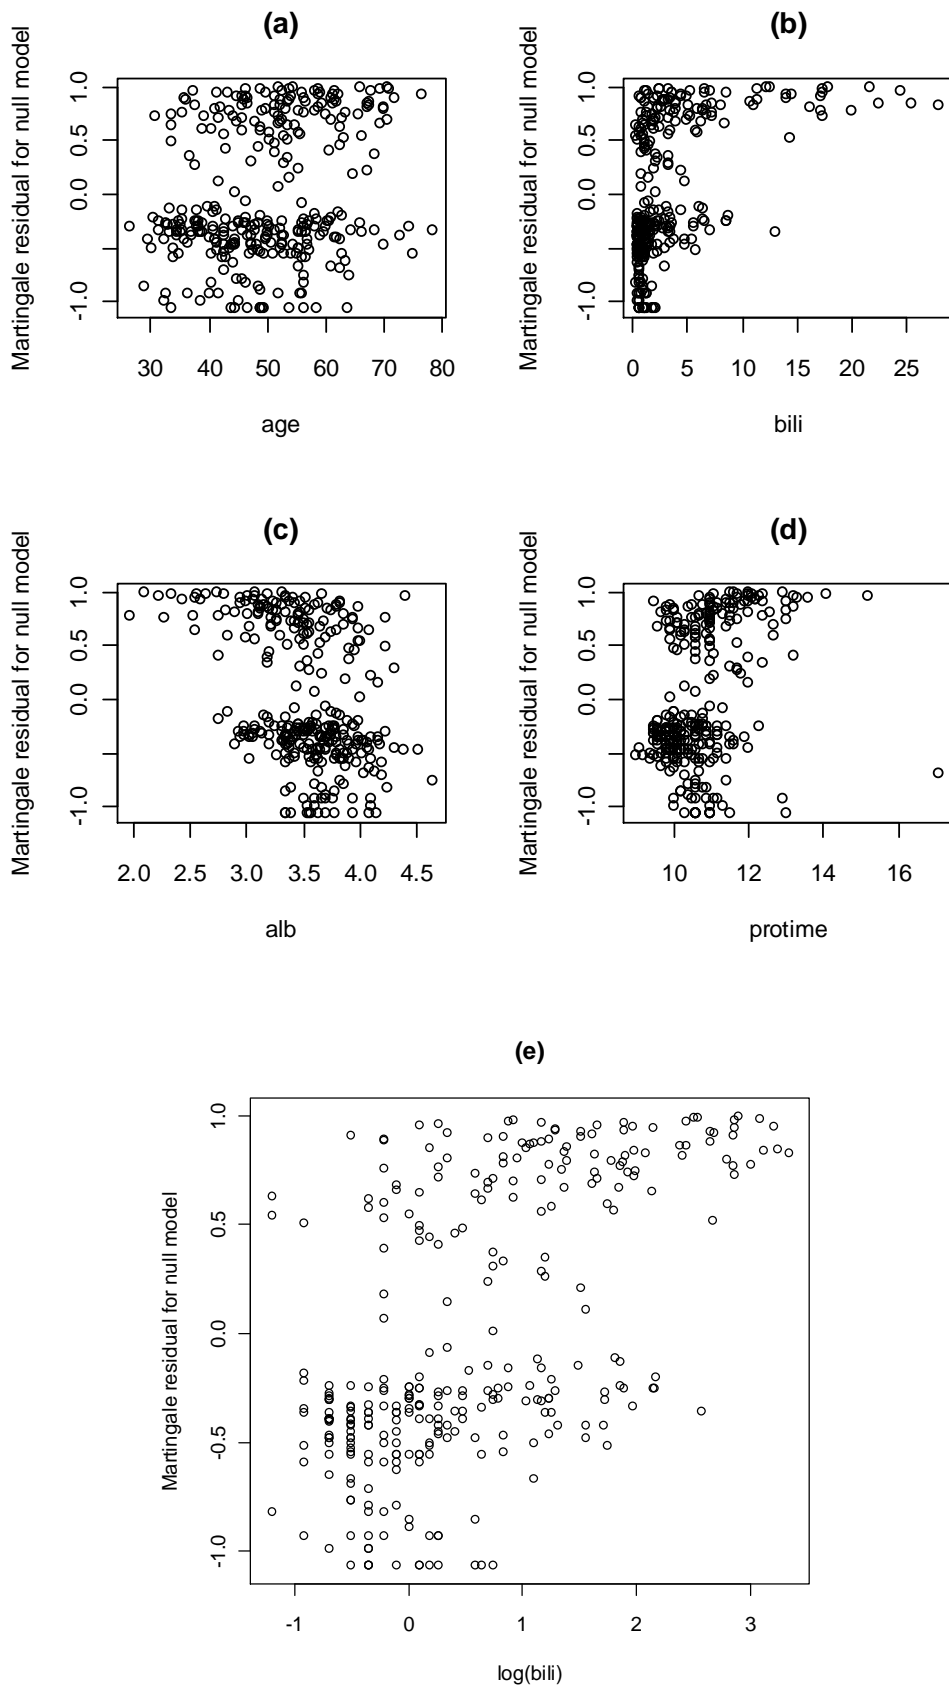 (a)
Martingale residual for null model
1.0
0.5
0.0
-1.0
30 40 50 60 70 80
age
(b)
Martingale residual for null model
1.0
0.5
0.0
-1.0
0 5 10 15 20 25
bili
(c)
Martingale residual for null model
1.0
0.5
0.0
-1.0
2.0 2.5 3.0 3.5 4.0 4.5
alb
(d)
Martingale residual for null model
1.0
0.5
0.0
-1.0
10 12 14 16
protime
(e)
Martingale residual for null model
1.0
0.5
0.0
-0.5
-1.0
-1 0 1 2 3
log(bili)